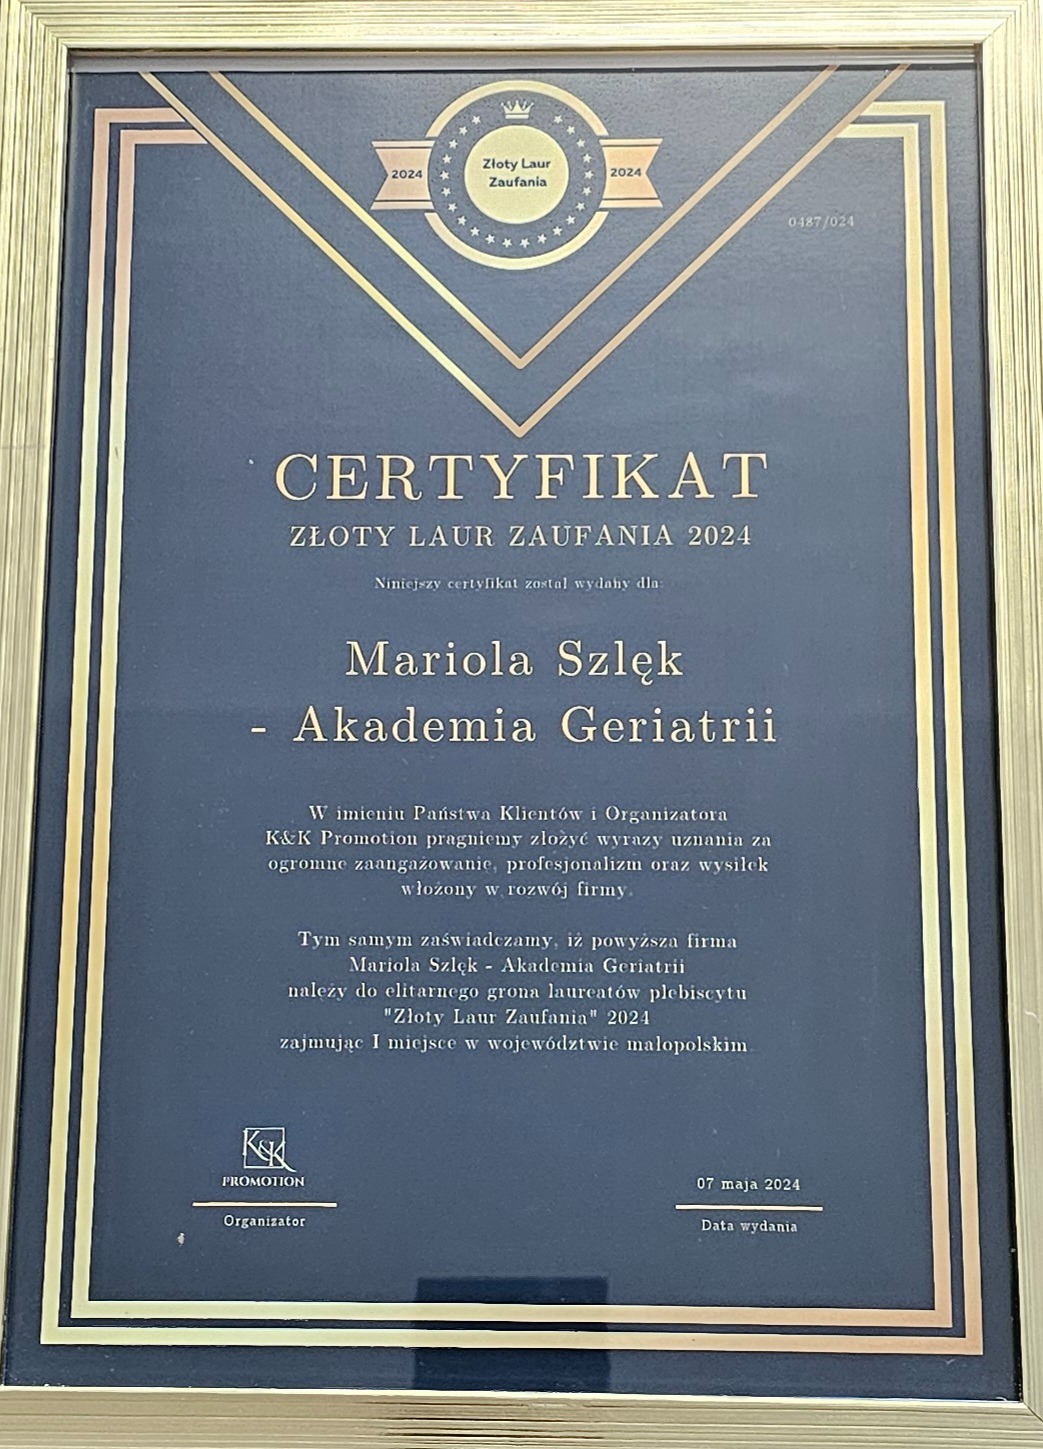 Złoty Laur
Zaufania
2024
2024
0487/024
CERTYFIKAT
ZŁOTY LAUR ZAUFANIA 2024
Niniejszy certyfikat został wydany dla:
Mariola Szlęk
- Akademia Geriatrii
W imieniu Państwa Klientów i Organizatora
K&K Promotion pragniemy złożyć wyrazy uznania za
ogromne zaangażowanie, profesjonalizm oraz wysiłek
włożony w rozwój firmy.
Tym samym zaświadczamy, iż powyższa firma
Mariola Szlęk - Akademia Geriatrii
należy do elitarnego grona laureatów plebiscytu
"Złoty Laur Zaufania" 2024
zajmując I miejsce w województwie małopolskim
K&K
PROMOTION
Organizator
07 maja 2024
Data wydania